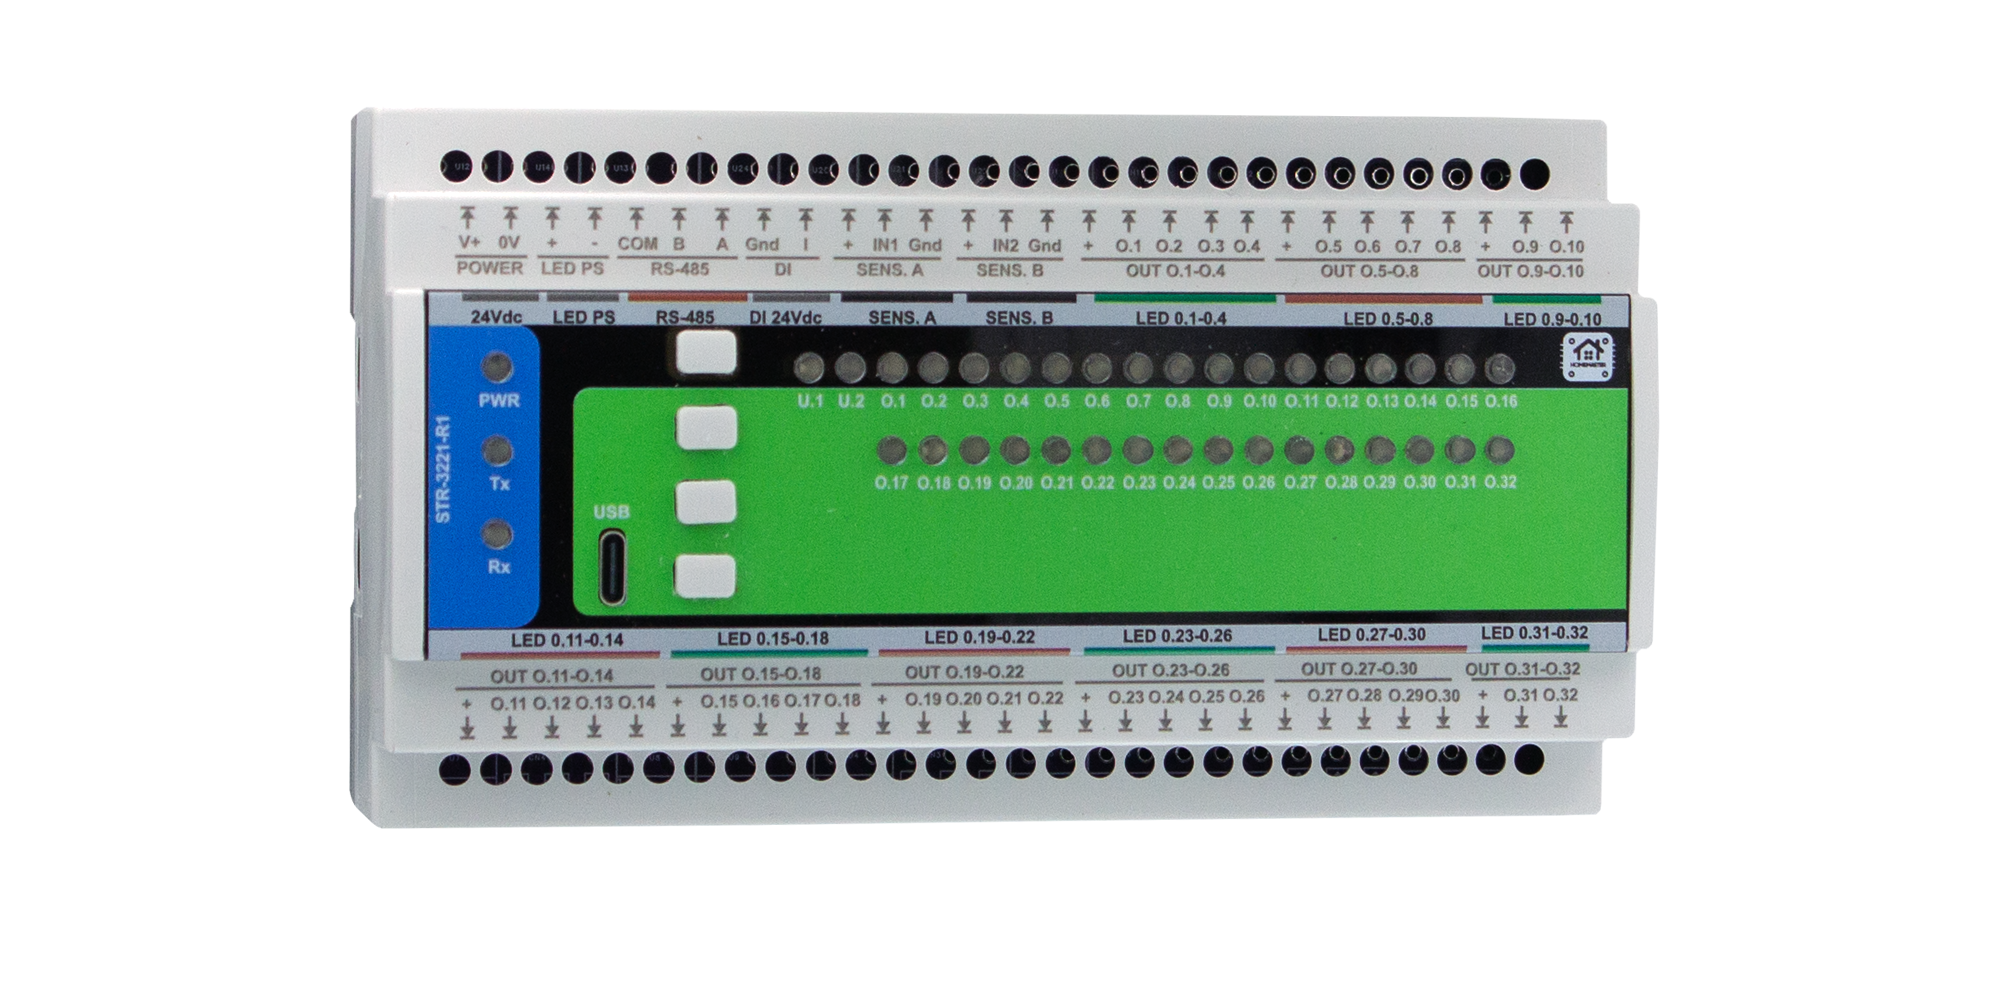 V+ 0V + - COM B A Gnd I + IN1 Gnd + IN2 Gnd + O.1 O.2 O.3 O.4 + O.5 O.6 O.7 O.8 + O.9 O.10
POWER LED PS RS-485 DI SENS. A SENS. B OUT O.1-O.4 OUT O.5-O.8 OUT O.9-O.10
24Vdc LED PS RS-485 DI 24Vdc SENS. A SENS. B LED 0.1-0.4 LED 0.5-0.8 LED 0.9-0.10
HOMEMASTER
PWR
U.1 U.2 O.1 O.2 O.3 O.4 O.5 O.6 O.7 O.8 O.9 O.10 O.11 O.12 O.13 O.14 O.15 O.16
STR-3221-R1
Tx
O.17 O.18 O.19 O.20 O.21 O.22 O.23 O.24 O.25 O.26 O.27 O.28 O.29 O.30 O.31 O.32
USB
Rx
LED 0.11-0.14 LED 0.15-0.18 LED 0.19-0.22 LED 0.23-0.26 LED 0.27-0.30 LED 0.31-0.32
OUT O.11-O.14 OUT O.15-O.18 OUT O.19-O.22 OUT O.23-O.26 OUT O.27-O.30 OUT O.31-O.32
+ O.11 O.12 O.13 O.14 + O.15 O.16 O.17 O.18 + O.19 O.20 O.21 O.22 + O.23 O.24 O.25 O.26 + O.27 O.28 O.29 O.30 + O.31 O.32